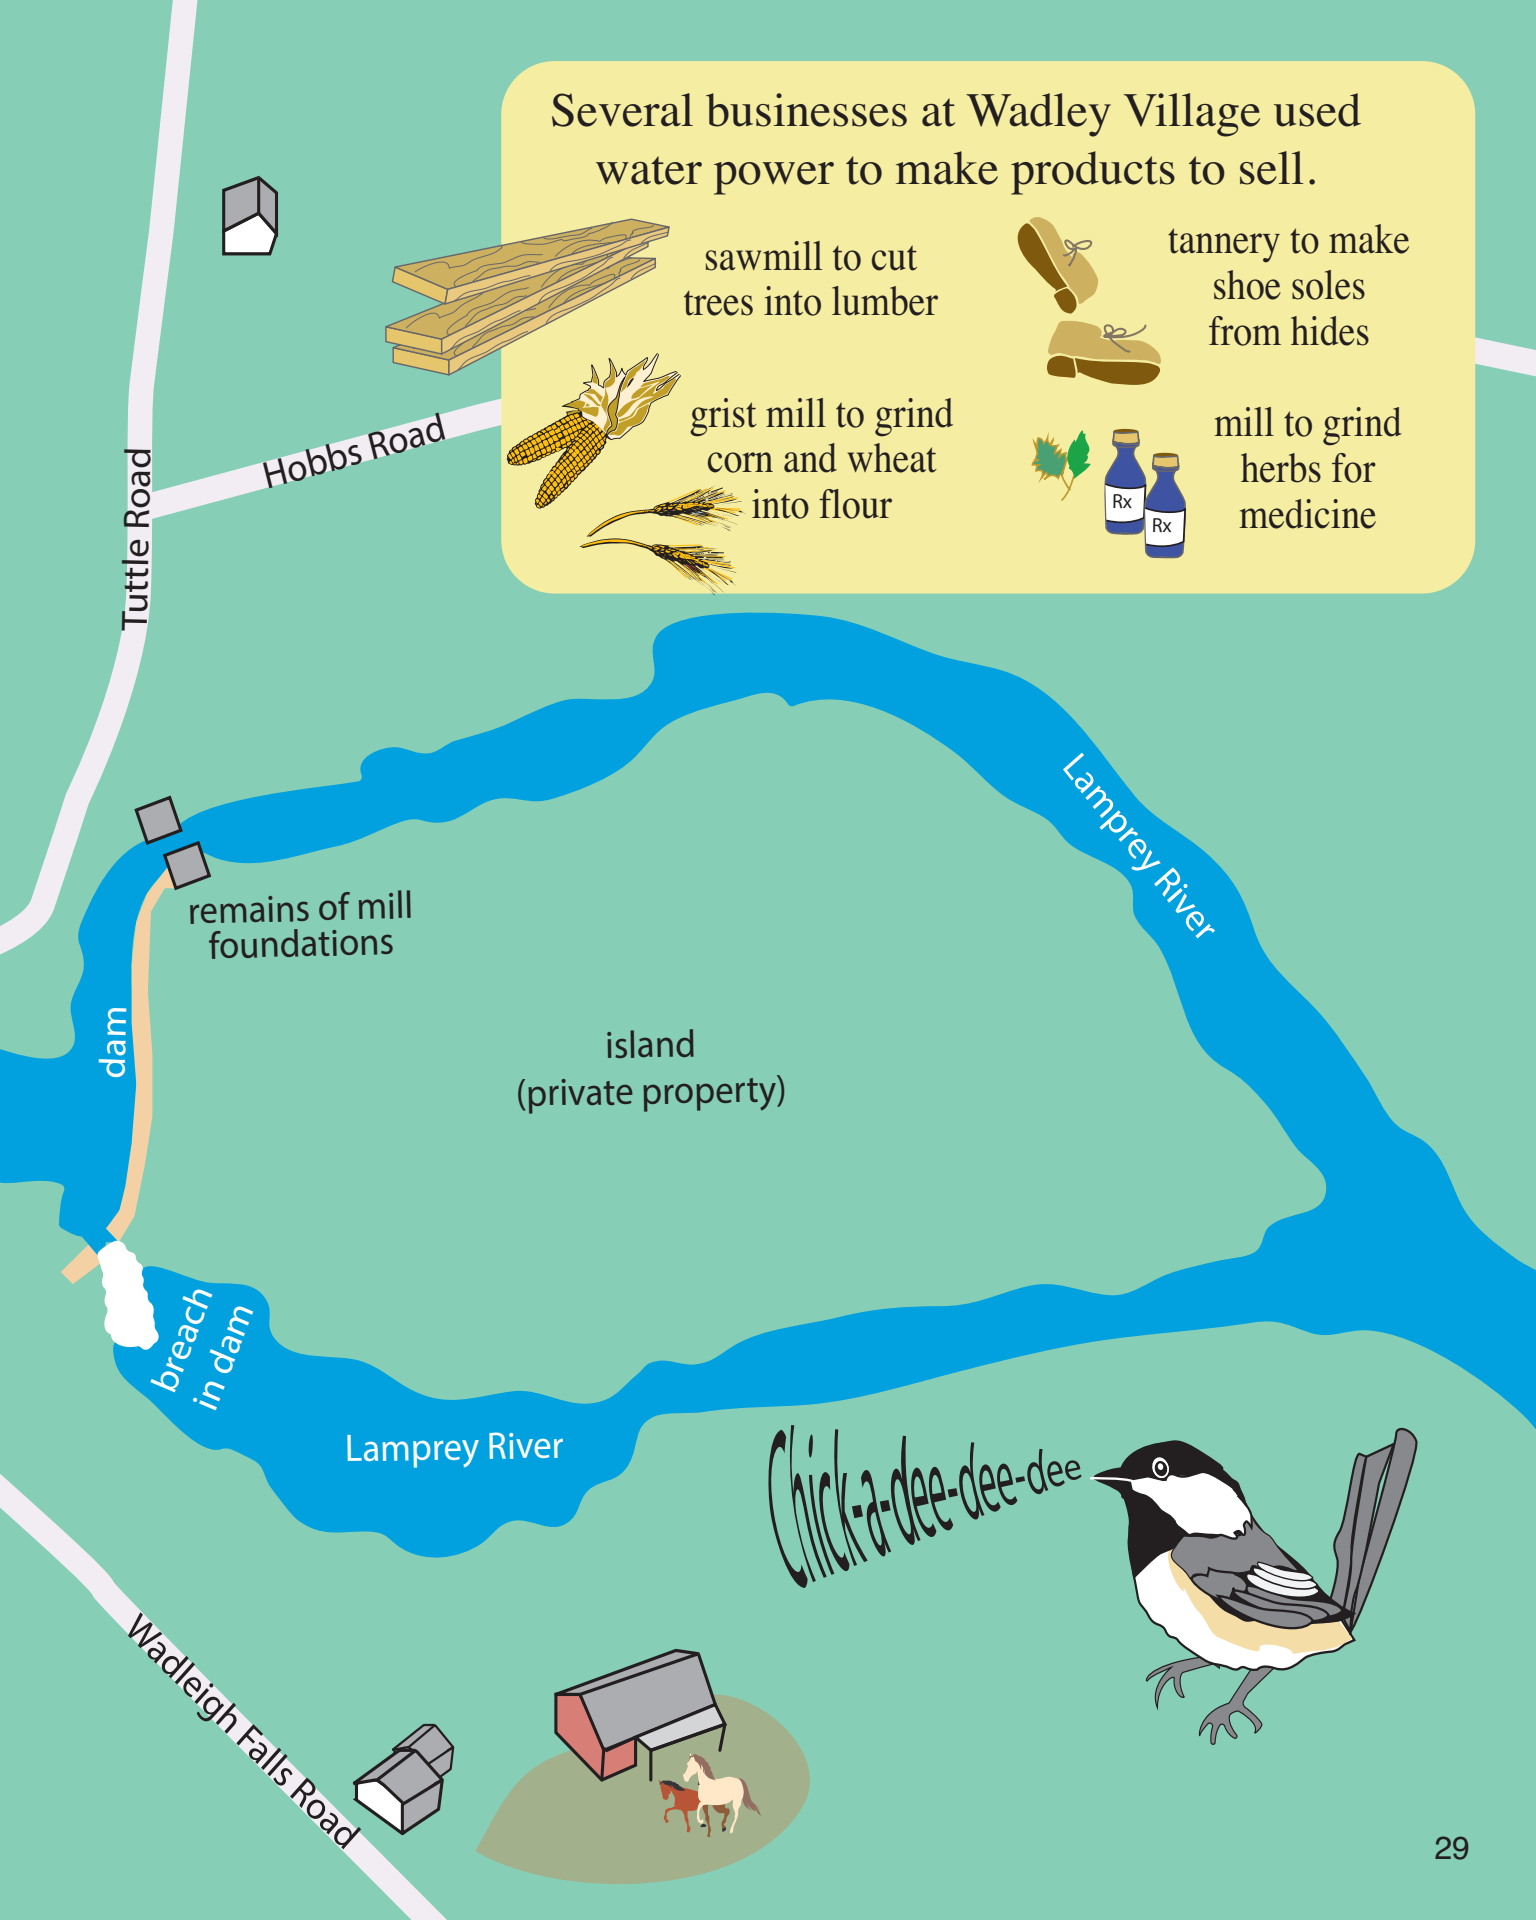 Several businesses at Wadley Village used
water power to make products to sell.
sawmill to cut
trees into lumber
tannery to make
shoe soles
from hides
grist mill to grind
corn and wheat
into flour
mill to grind
herbs for
medicine
Rx
Rx
Hobbs Road
Tuttle Road
Lamprey River
remains of mill
foundations
dam
island
(private property)
breach
in dam
Lamprey River
Chick-a-dee-dee-dee
Wadleigh Falls Road
29